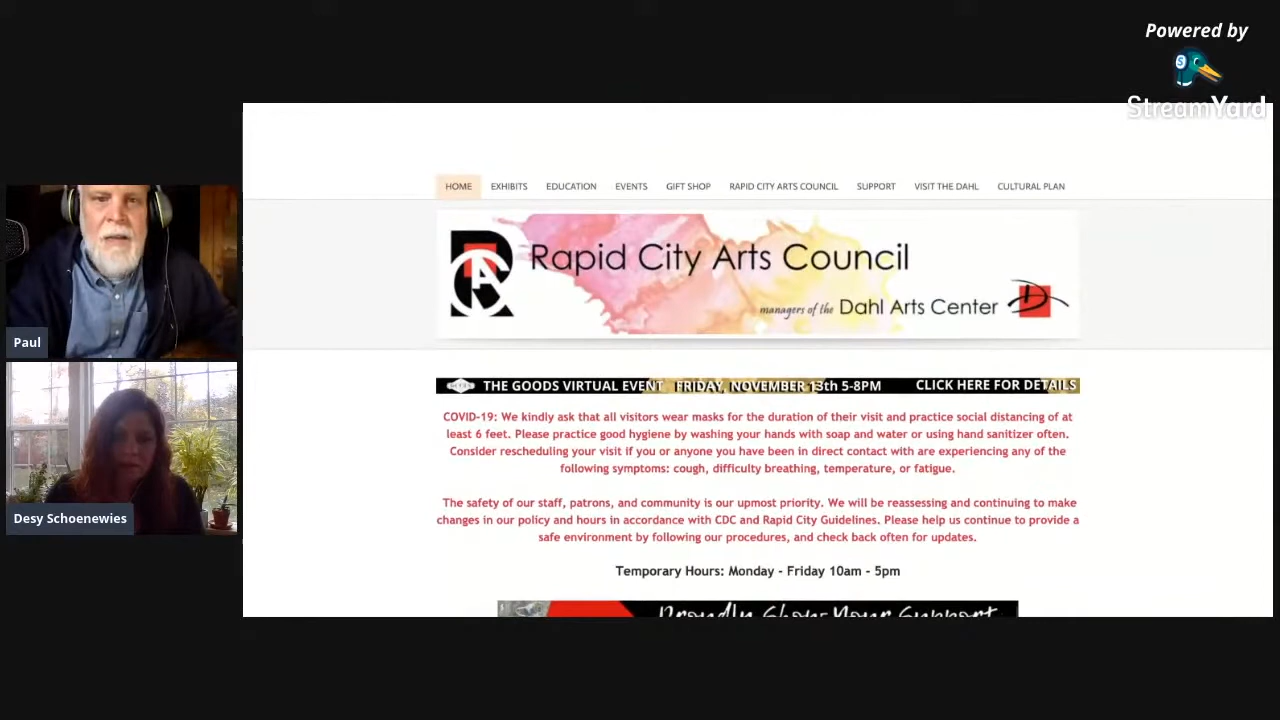 Powered by
StreamYard
HOME EXHIBITS EDUCATION EVENTS GIFT SHOP RAPID CITY ARTS COUNCIL SUPPORT VISIT THE DAHL CULTURAL PLAN
Rapid City Arts Council
managers of the Dahl Arts Center
THE GOODS VIRTUAL EVENT FRIDAY, NOVEMBER 13th 5-8PM CLICK HERE FOR DETAILS
COVID-19: We kindly ask that all visitors wear masks for the duration of their visit and practice social distancing of at
least 6 feet. Please practice good hygiene by washing your hands with soap and water or using hand sanitizer often.
Consider rescheduling your visit if you or anyone you have been in direct contact with are experiencing any of the
following symptoms: cough, difficulty breathing, temperature, or fatigue.
The safety of our staff, patrons, and community is our upmost priority. We will be reassessing and continuing to make
changes in our policy and hours in accordance with CDC and Rapid City Guidelines. Please help us continue to provide a
safe environment by following our procedures, and check back often for updates.
Temporary Hours: Monday - Friday 10am - 5pm
Proudly Show Your Support
Paul
Desy Schoenewies